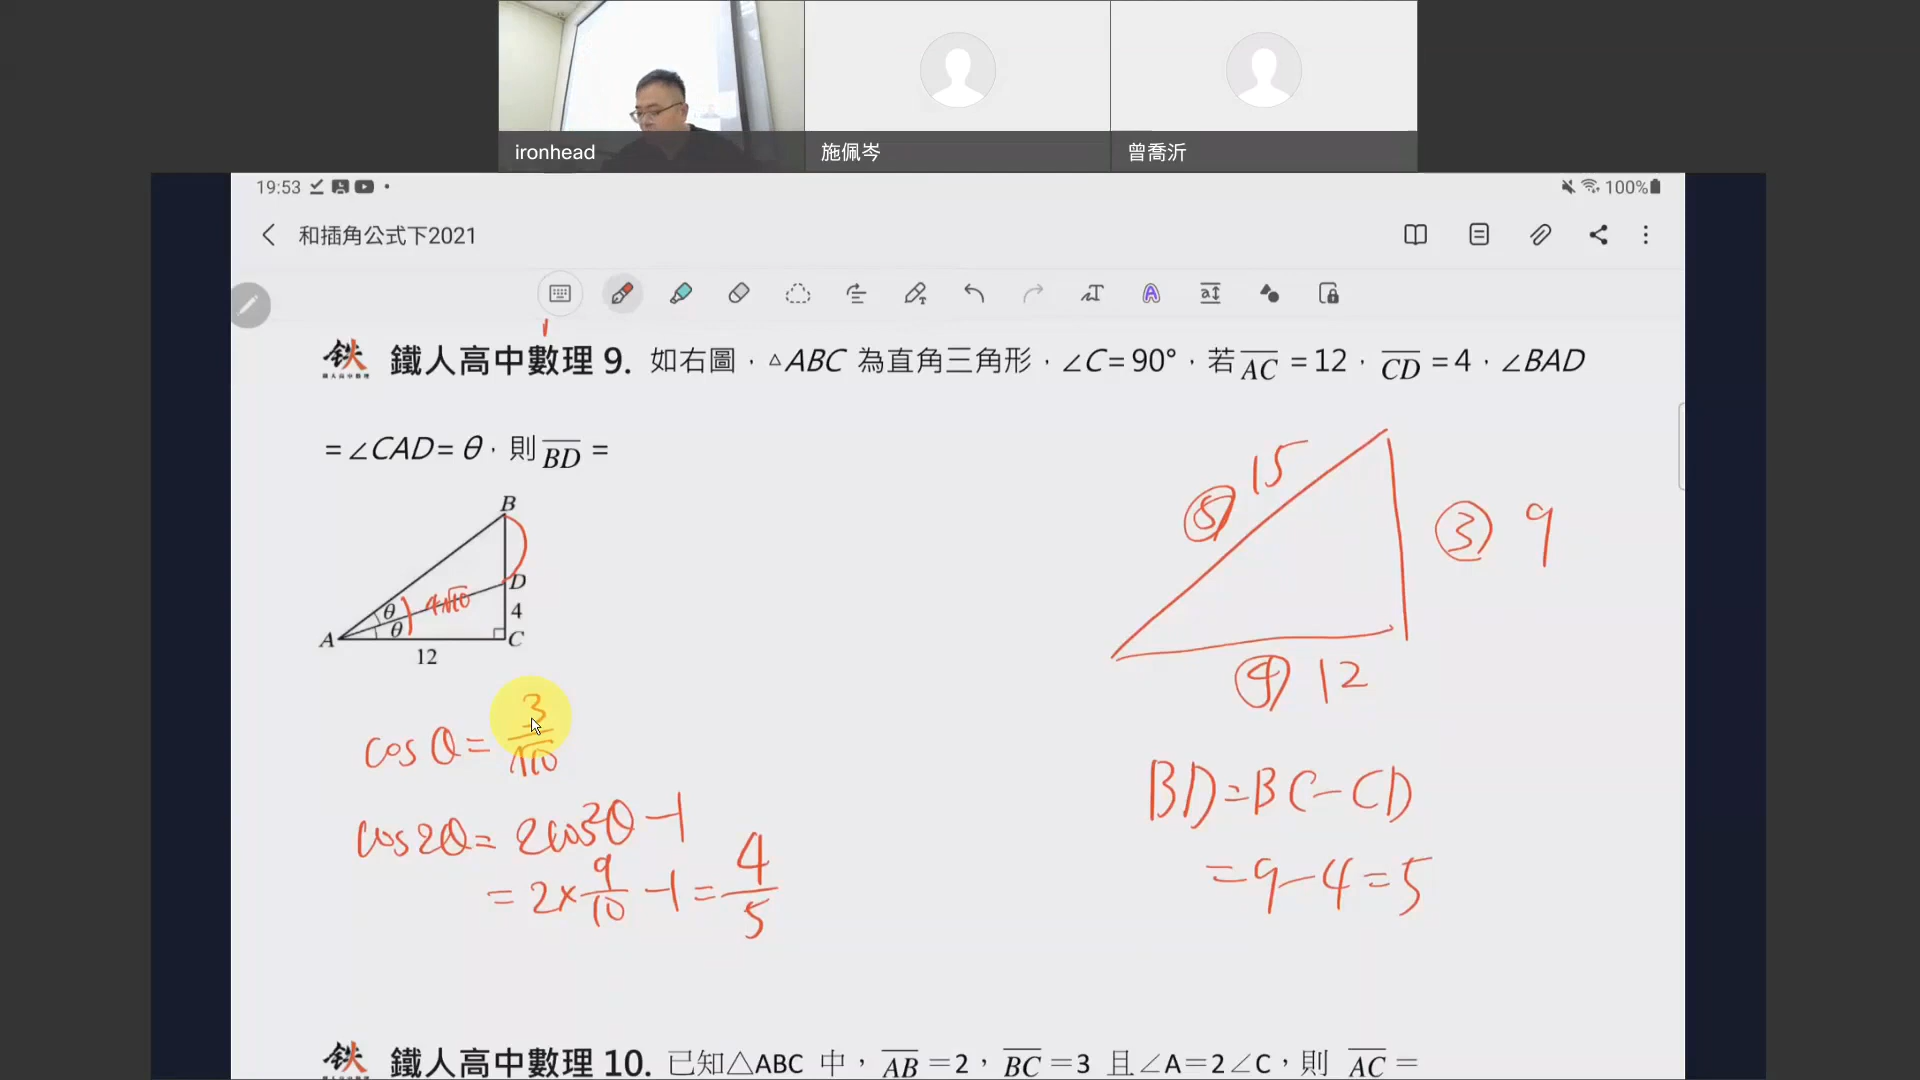 ironhead
施佩岑
曾喬沂
19:53
100%
和插角公式下2021
鐵人高中數理 9. 如右圖，△ABC 為直角三角形，∠C=90°，若 AC =12， CD =4，∠BAD
=∠CAD=θ，則 BD =
B
D
θ
4√10
4
A
θ
C
12
5
15
3
9
4
12
cosθ= 3/√10
cos2θ= 2cos²θ-1
=2×9/10-1=4/5
BD=BC-CD
=9-4=5
鐵人高中數理 10. 已知△ABC 中， AB =2， BC =3 且∠A=2∠C，則 AC =